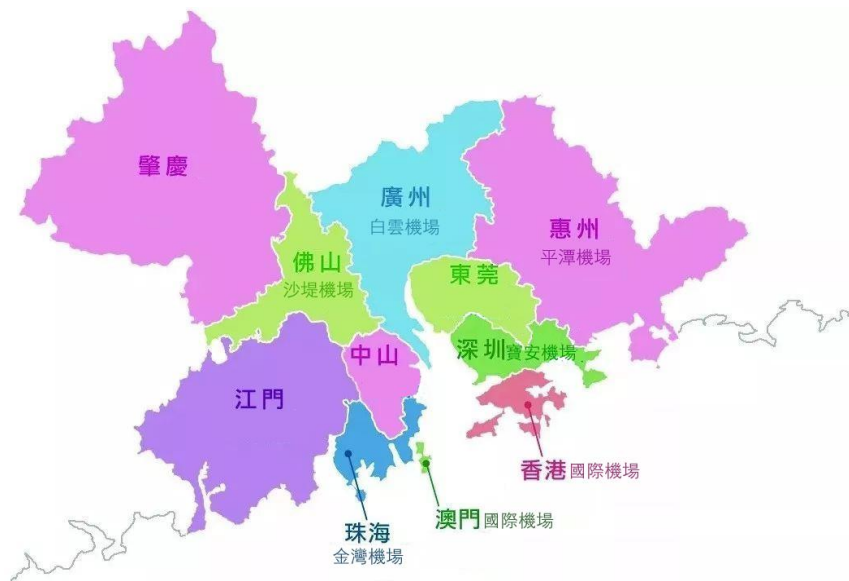 肇慶
廣州
白雲機場
惠州
平潭機場
佛山
沙堤機場
東莞
中山
深圳寶安機場
江門
香港國際機場
澳門國際機場
珠海
金灣機場